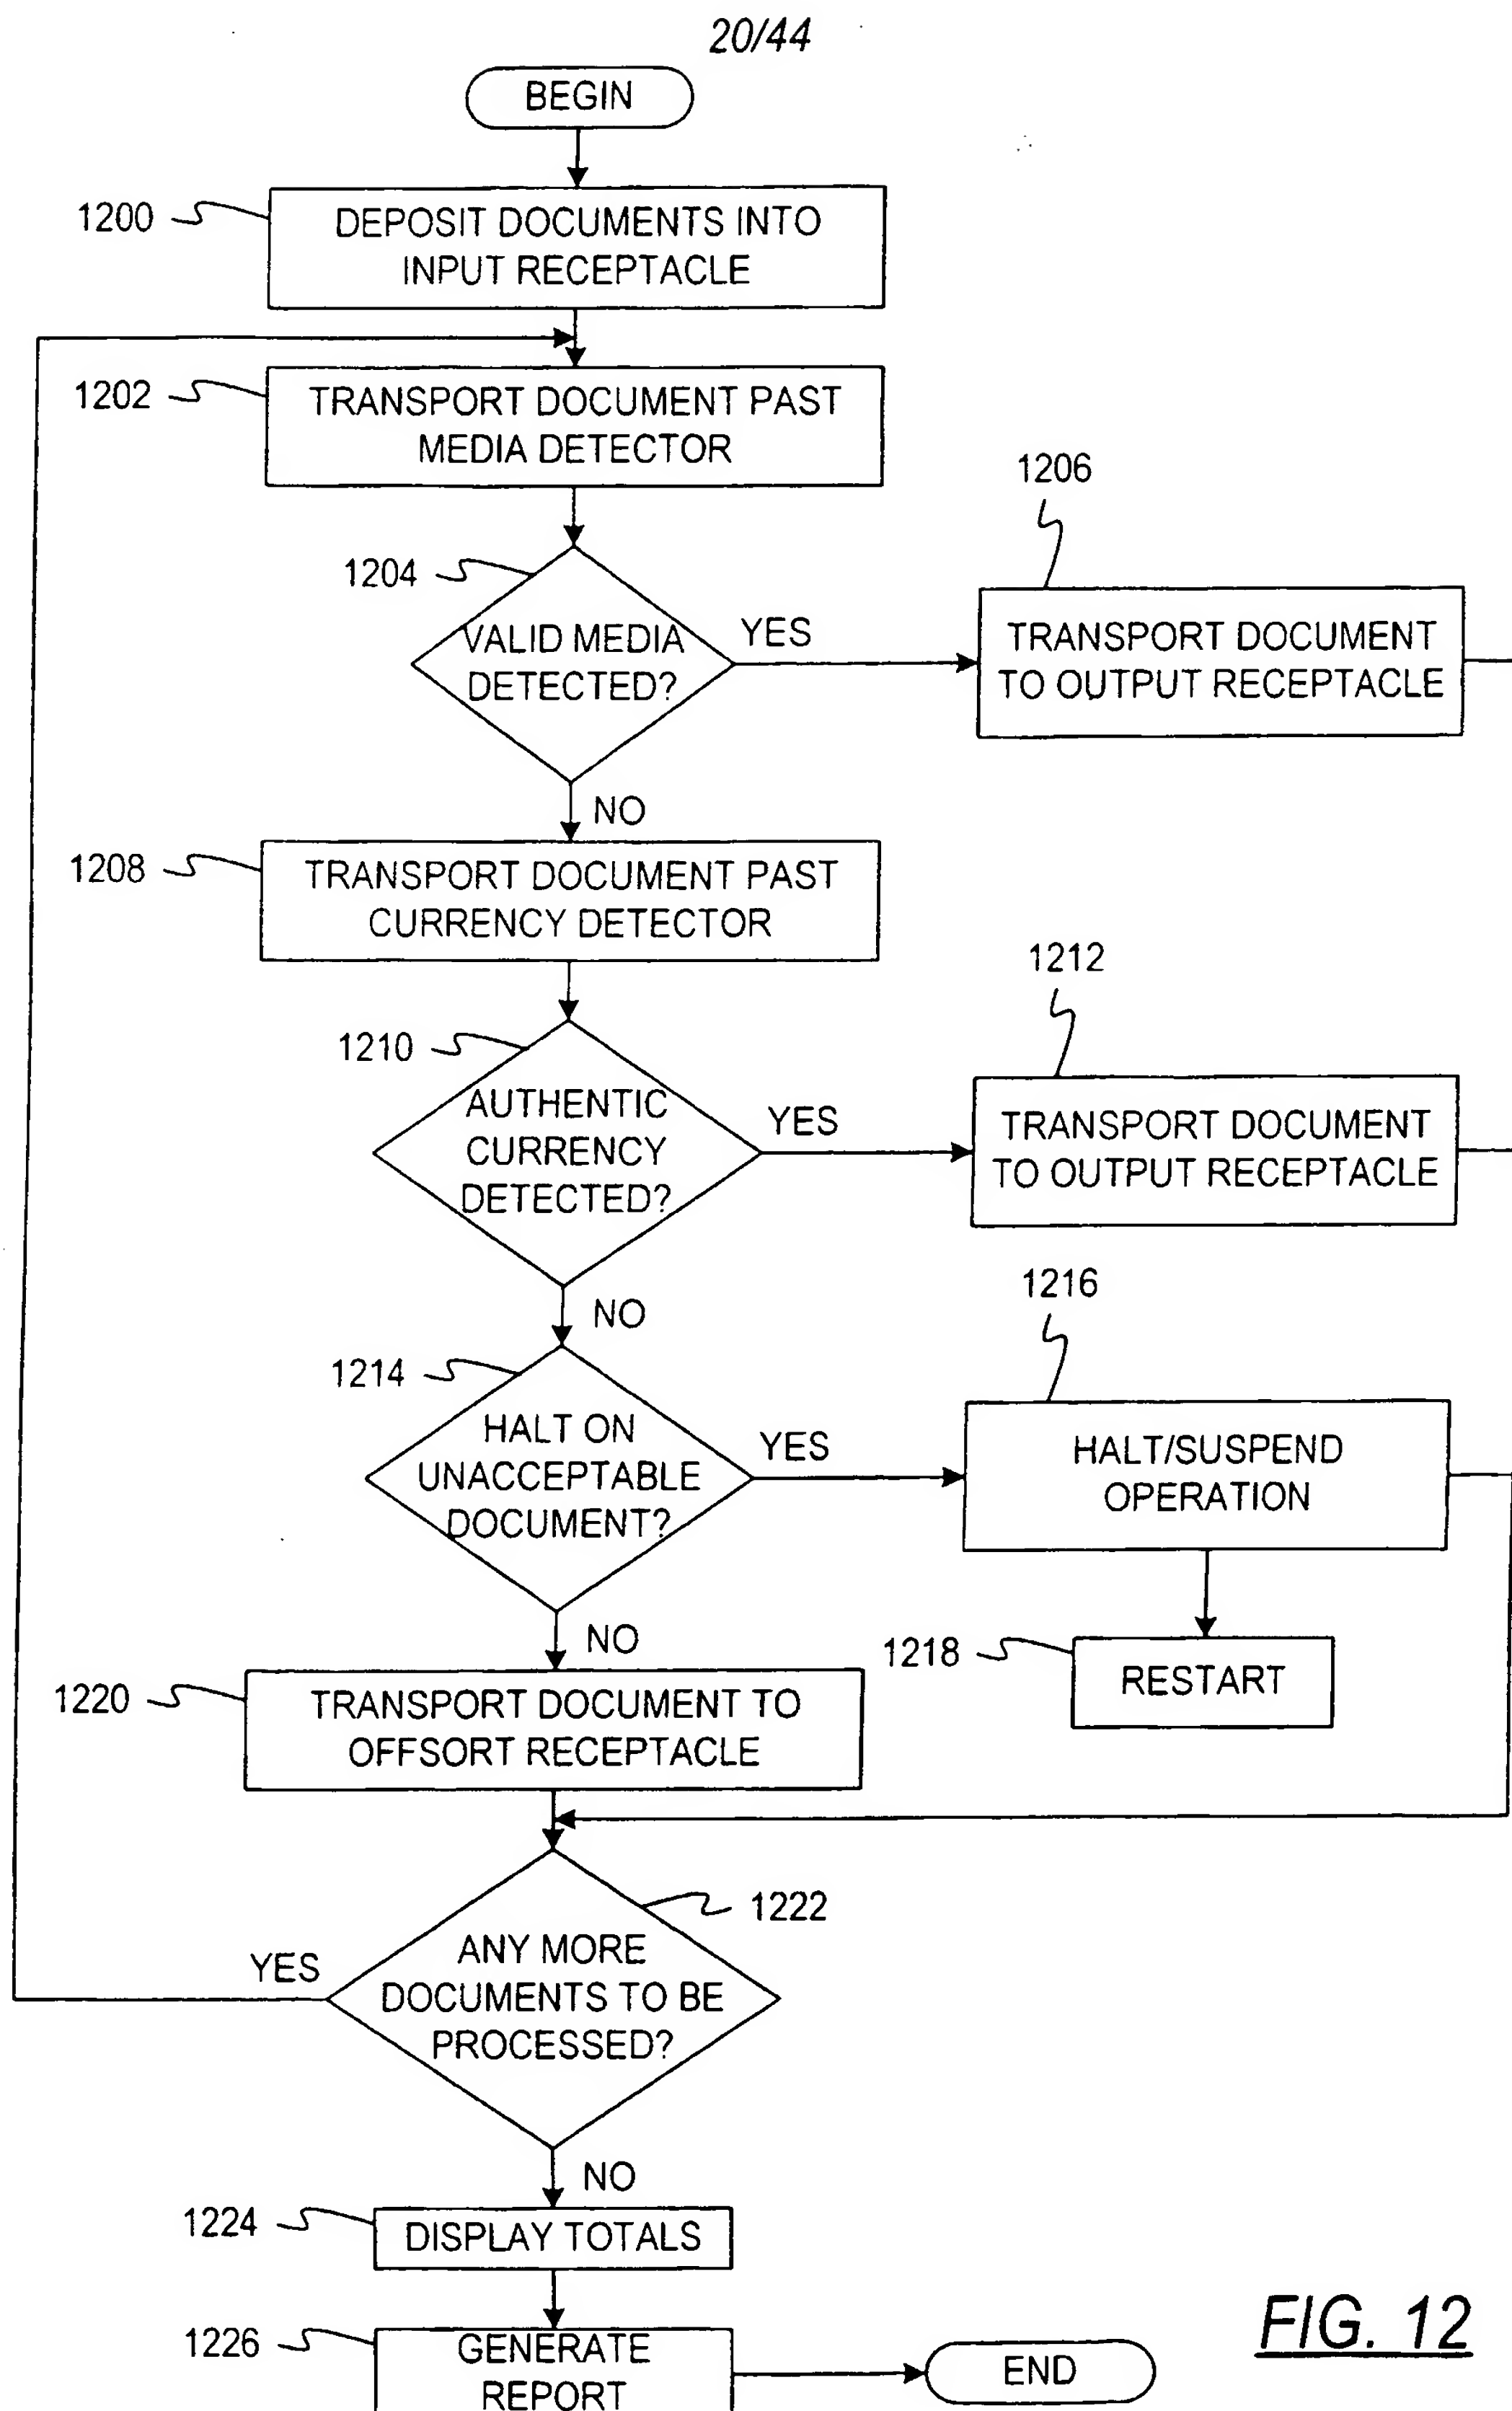 20/44
BEGIN
1200
DEPOSIT DOCUMENTS INTO
INPUT RECEPTACLE
1202
TRANSPORT DOCUMENT PAST
MEDIA DETECTOR
1204
VALID MEDIA
DETECTED?
YES
1206
TRANSPORT DOCUMENT
TO OUTPUT RECEPTACLE
NO
1208
TRANSPORT DOCUMENT PAST
CURRENCY DETECTOR
1210
AUTHENTIC
CURRENCY
DETECTED?
YES
1212
TRANSPORT DOCUMENT
TO OUTPUT RECEPTACLE
NO
1214
HALT ON
UNACCEPTABLE
DOCUMENT?
YES
1216
HALT/SUSPEND
OPERATION
1218
RESTART
NO
1220
TRANSPORT DOCUMENT TO
OFFSORT RECEPTACLE
1222
ANY MORE
DOCUMENTS TO BE
PROCESSED?
YES
NO
1224
DISPLAY TOTALS
1226
GENERATE
REPORT
END
FIG. 12